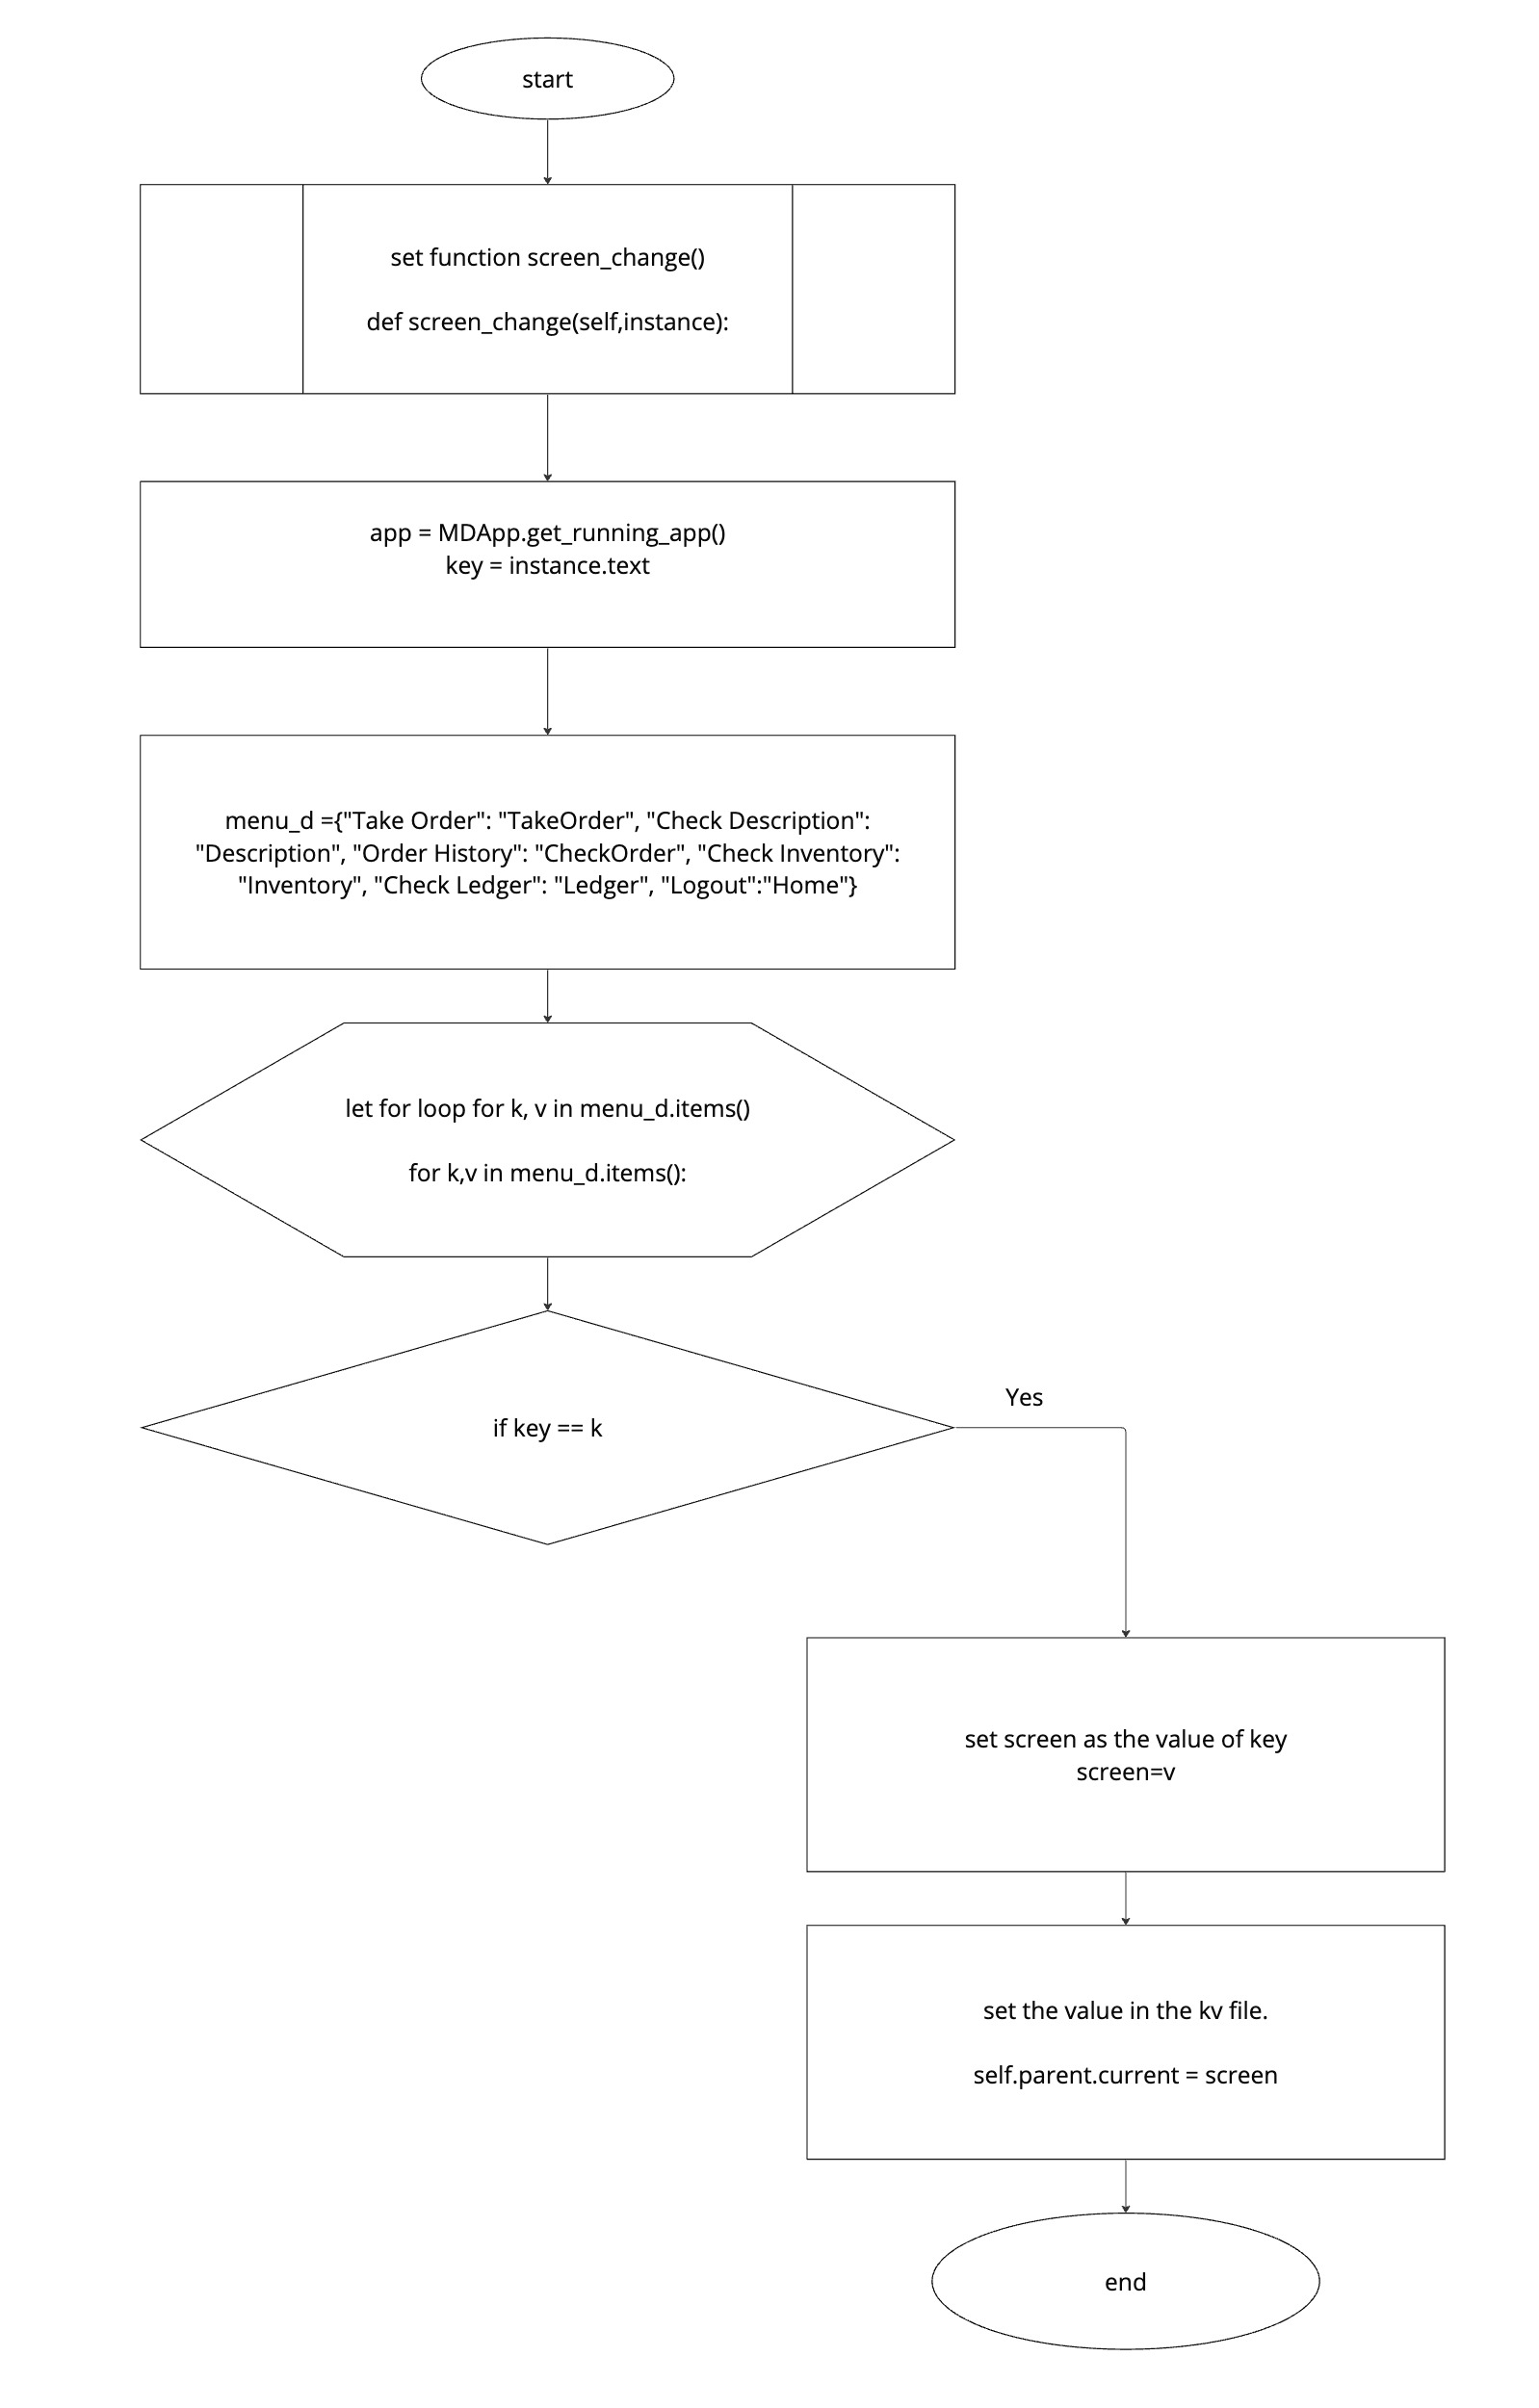 start
set function screen_change()
def screen_change(self,instance):
app = MDApp.get_running_app()
key = instance.text
menu_d ={"Take Order": "TakeOrder", "Check Description":
"Description", "Order History": "CheckOrder", "Check Inventory":
"Inventory", "Check Ledger": "Ledger", "Logout":"Home"}
let for loop for k, v in menu_d.items()
for k,v in menu_d.items():
if key == k
Yes
set screen as the value of key
screen=v
set the value in the kv file.
self.parent.current = screen
end